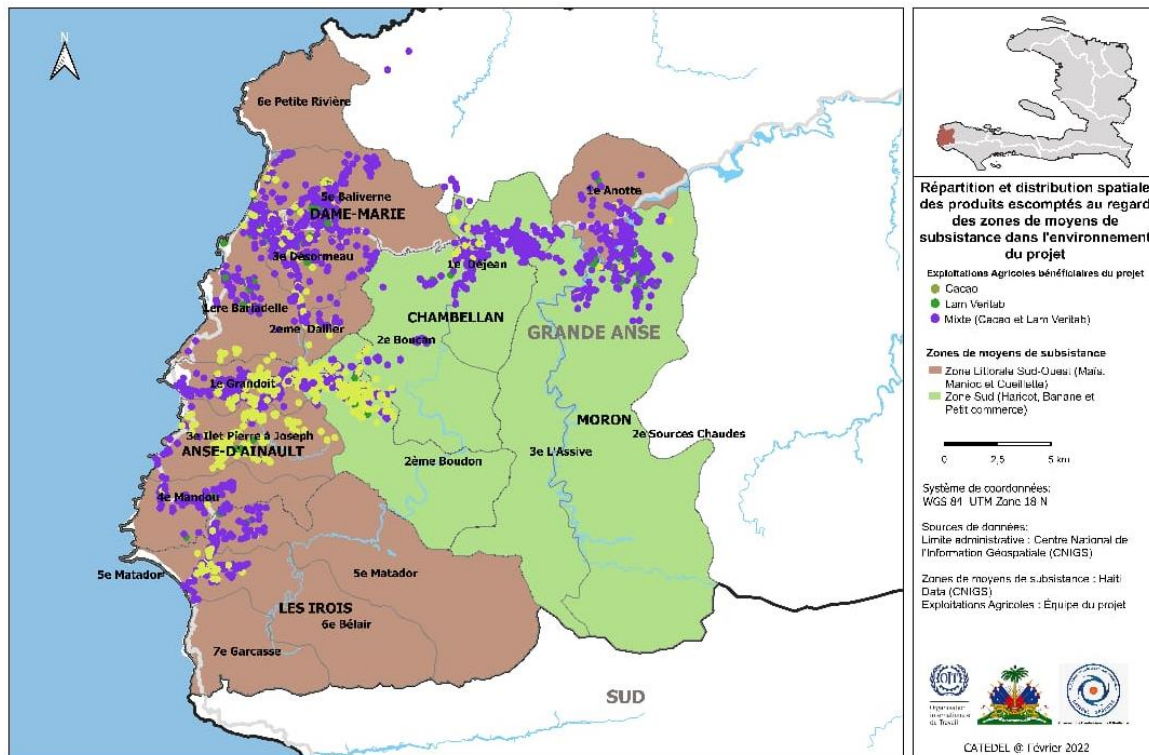 N
6e Petite Rivière
5e Baliverne
DAME-MARIE
1e Anotte
3e Désormeau
1e Déjean
1ere Bariadelle
2eme Dallier
CHAMBELLAN
GRANDE ANSE
2e Boucan
1e Grandoit
3e Ilet Pierre à Joseph
ANSE-D'AINAULT
MORON
2e Sources Chaudes
3e L'Assive
2ème Boudon
4e Mandou
5e Matador
5e Matador
LES IROIS
6e Bélair
7e Garcasse
SUD
Répartition et distribution spatiale
des produits escomptés au regard
des zones de moyens de
subsistance dans l'environnement
du projet
Exploitations Agricoles bénéficiaires du projet
Cacao
Lam Veritab
Mixte (Cacao et Lam Veritab)
Zones de moyens de subsistance
Zone Littorale Sud-Ouest (Maïs,
Manioc et Cueillette)
Zone Sud (Haricot, Banane et
Petit commerce)
0 2,5 5 km
Système de coordonnées:
WGS 84 UTM Zone 18 N
Sources de données:
Limite administrative : Centre National de
l'Information Géospatiale (CNIGS)
Zones de moyens de subsistance : Haiti
Data (CNIGS)
Exploitations Agricoles : Équipe du projet
Organisation
internationale
du Travail
CATEDEL @ Février 2022